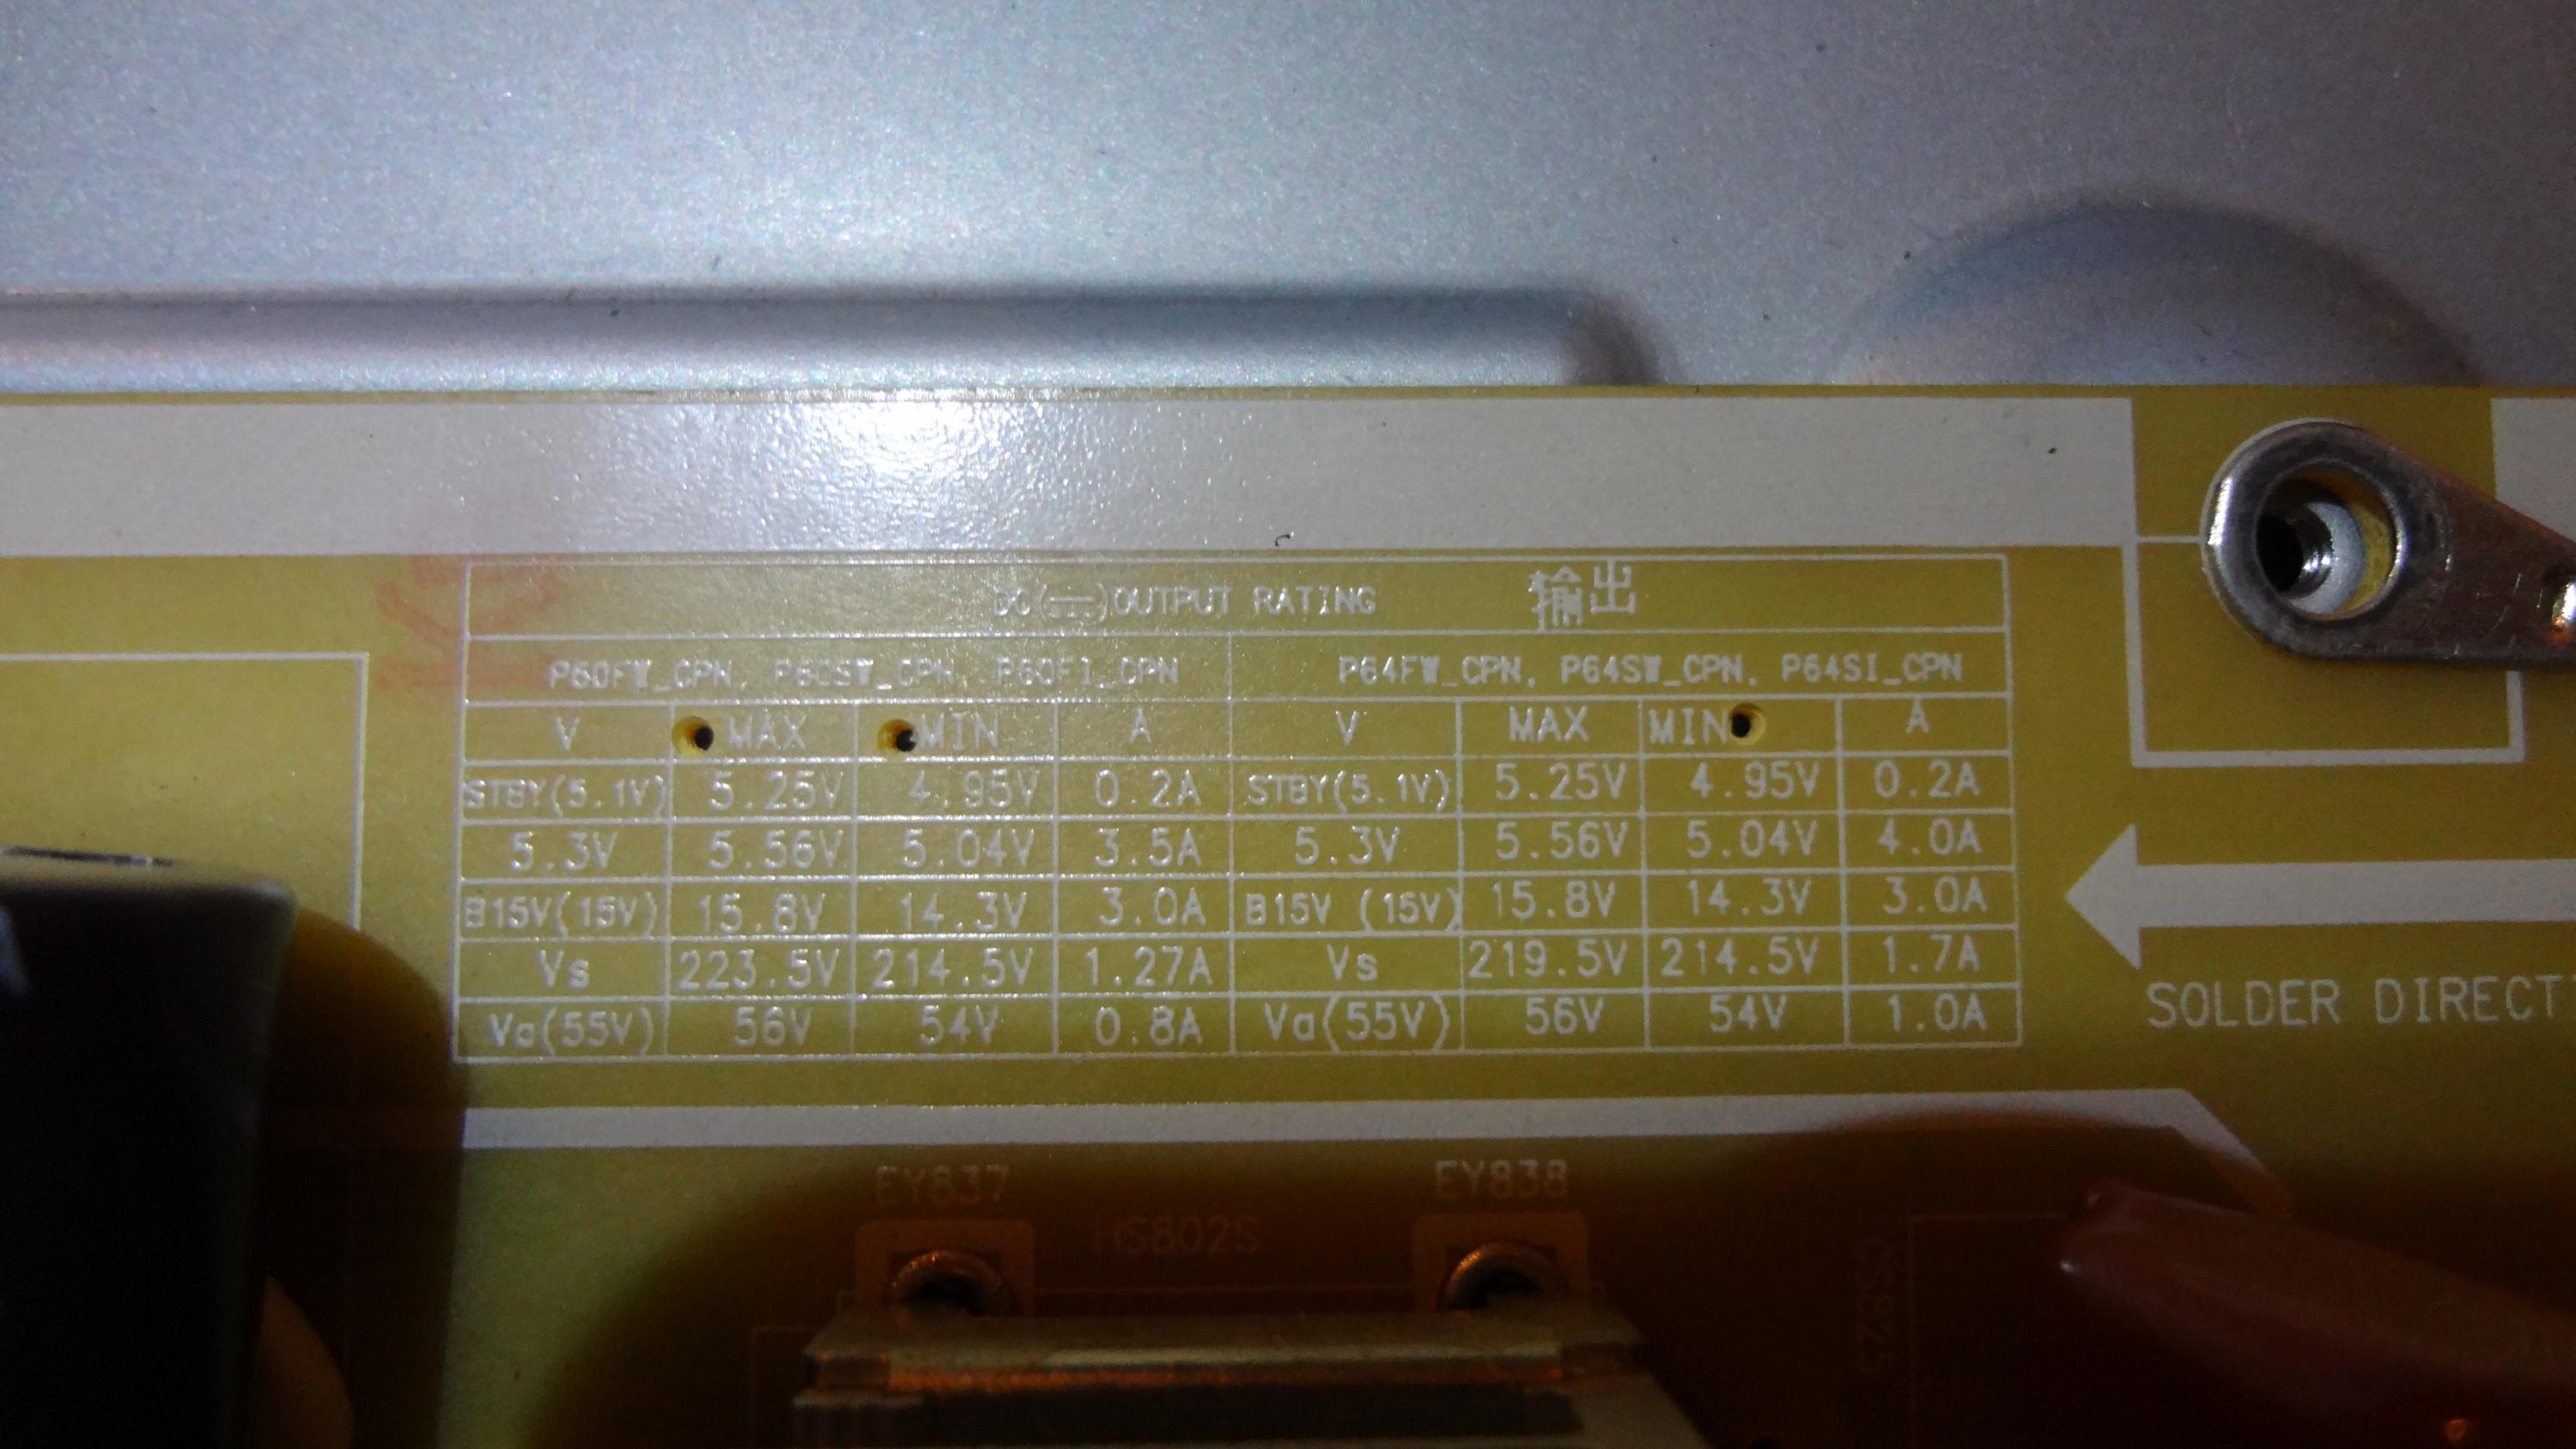 DC(⎓)OUTPUT RATING 输出
P60FW_CPN, P60SW_CPN, P60FI_CPN P64FW_CPN, P64SW_CPN, P64SI_CPN
V MAX MIN A V MAX MIN A
STBY(5.1V) 5.25V 4.95V 0.2A STBY(5.1V) 5.25V 4.95V 0.2A
5.3V 5.56V 5.04V 3.5A 5.3V 5.56V 5.04V 4.0A
B15V(15V) 15.8V 14.3V 3.0A B15V (15V) 15.8V 14.3V 3.0A
Vs 223.5V 214.5V 1.27A Vs 219.5V 214.5V 1.7A
Va(55V) 56V 54V 0.8A Va(55V) 56V 54V 1.0A
SOLDER DIRECT
EY837 EY838
HS802S
CS825